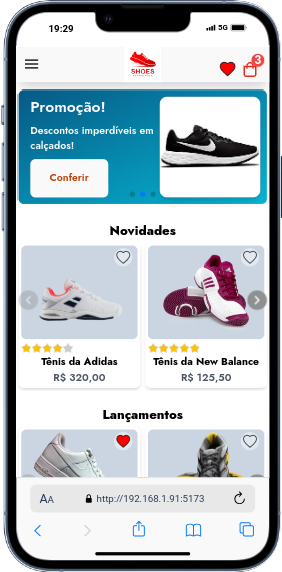 19:29
5G
SHOES
3
Promoção!
Descontos imperdíveis em
calçados!
Conferir
Novidades
Tênis da Adidas
Tênis da New Balance
R$ 320,00
R$ 125,50
Lançamentos
AA
http://192.168.1.91:5173